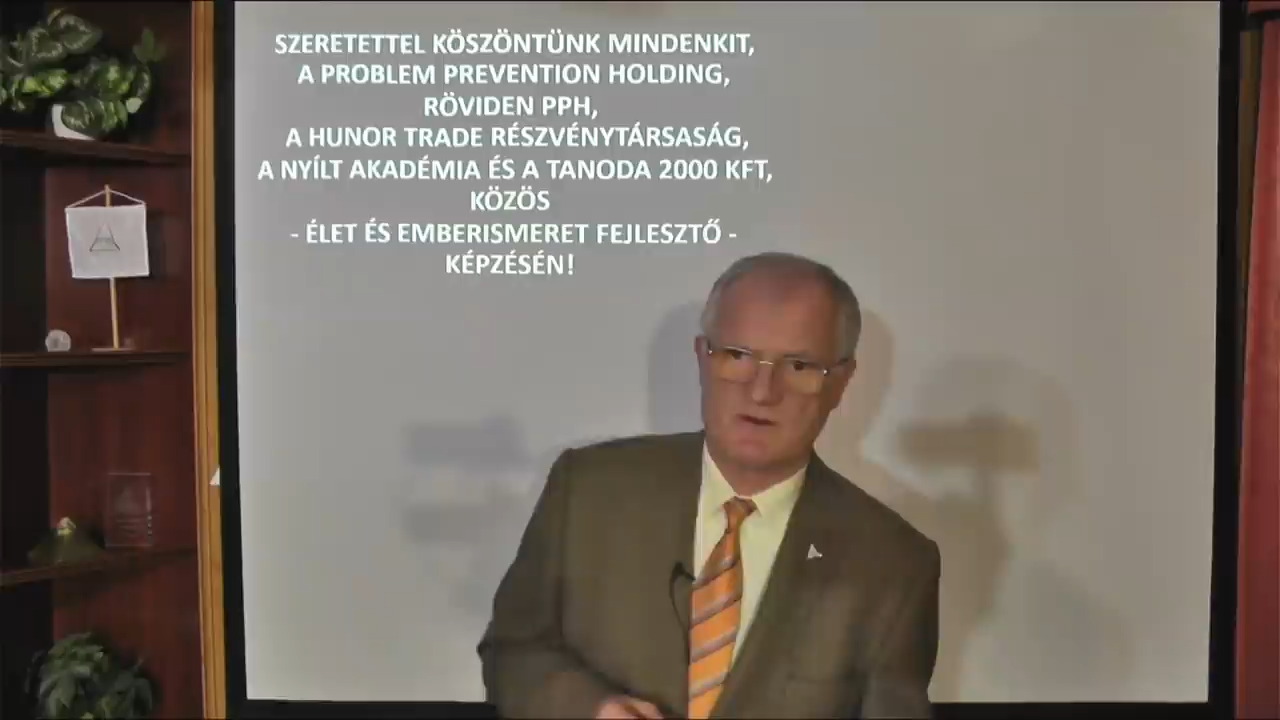 SZERETETTEL KÖSZÖNTÜNK MINDENKIT,
A PROBLEM PREVENTION HOLDING,
RÖVIDEN PPH,
A HUNOR TRADE RÉSZVÉNYTÁRSASÁG,
A NYÍLT AKADÉMIA ÉS A TANODA 2000 KFT,
KÖZÖS
- ÉLET ÉS EMBERISMERET FEJLESZTŐ -
KÉPZÉSÉN!